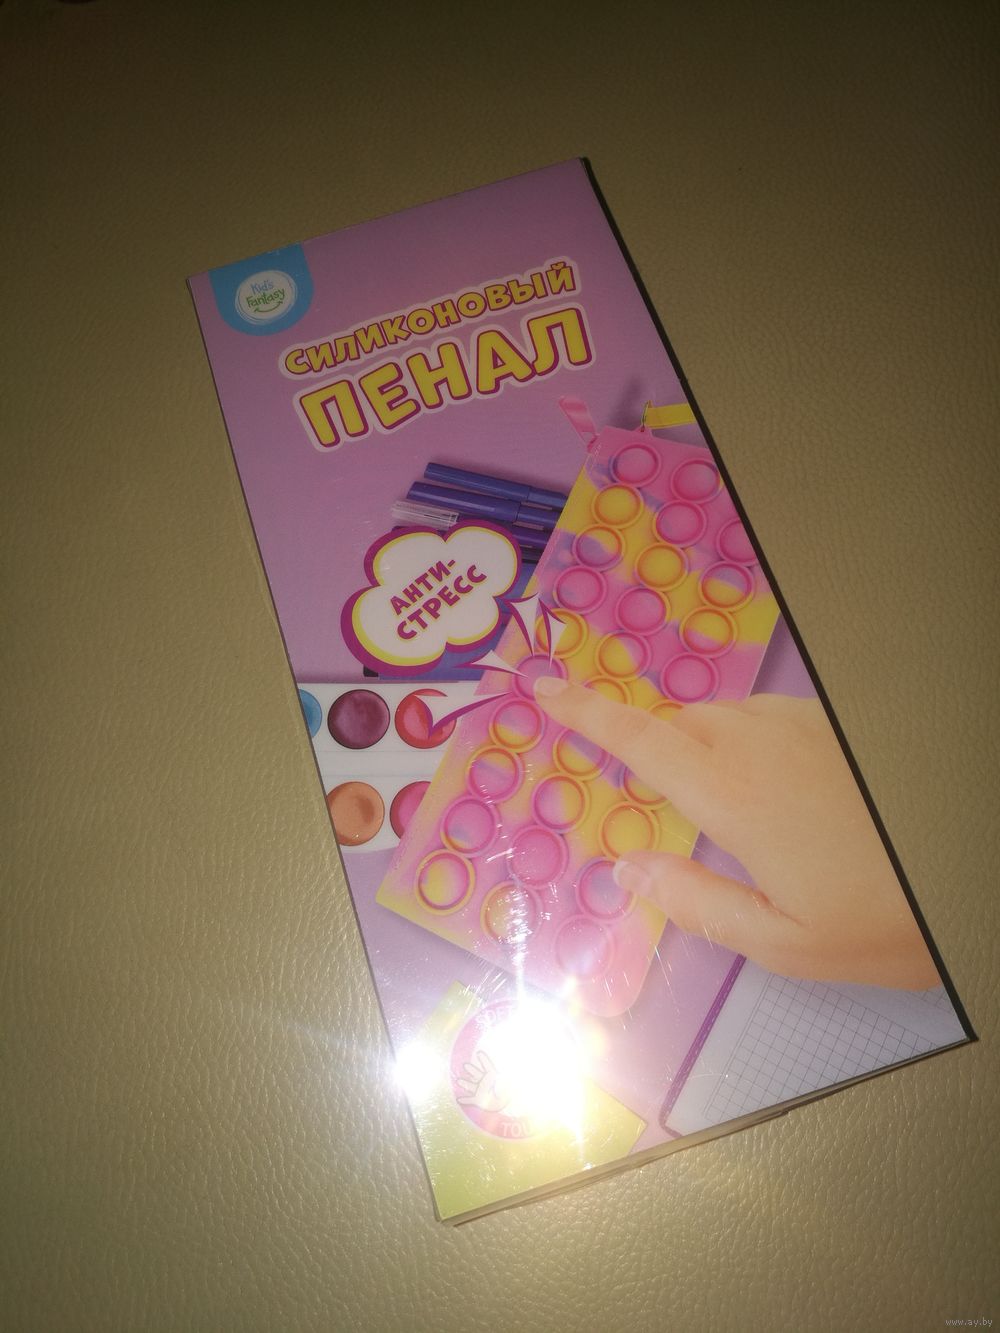 Kid's
Fantasy
СИЛИКОНОВЫЙ
ПЕНАЛ
АНТИ-
СТРЕСС
www.ay.by